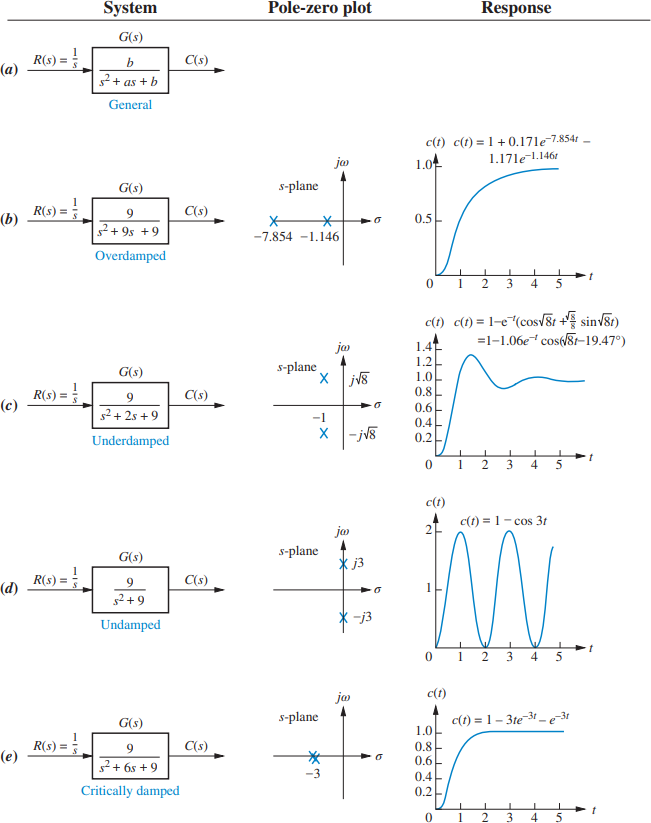 System Pole-zero plot Response
G(s)
(a) R(s) = 1/s b/(s² + as + b) C(s)
General
c(t) c(t) = 1 + 0.171e^−7.854t −
1.171e^−1.146t
1.0
jω
s-plane
G(s)
(b) R(s) = 1/s 9/(s² + 9s + 9) C(s) σ 0.5
−7.854 −1.146
Overdamped
0 1 2 3 4 5 t
c(t) c(t) = 1−e^−t(cos√8t + √8/8 sin√8t)
=1−1.06e^−t cos(√8t−19.47°)
1.4
1.2
1.0
0.8
0.6
0.4
0.2
jω
s-plane
j√8
G(s)
(c) R(s) = 1/s 9/(s² + 2s + 9) C(s) σ
−1
−j√8
Underdamped
0 1 2 3 4 5 t
c(t)
c(t) = 1 − cos 3t
2
jω
s-plane
j3
G(s)
(d) R(s) = 1/s 9/(s² + 9) C(s) σ 1
−j3
Undamped
0 1 2 3 4 5 t
c(t)
c(t) = 1 − 3te^−3t − e^−3t
jω
s-plane
G(s)
1.0
0.8
0.6
0.4
0.2
(e) R(s) = 1/s 9/(s² + 6s + 9) C(s) σ
−3
Critically damped
0 1 2 3 4 5 t